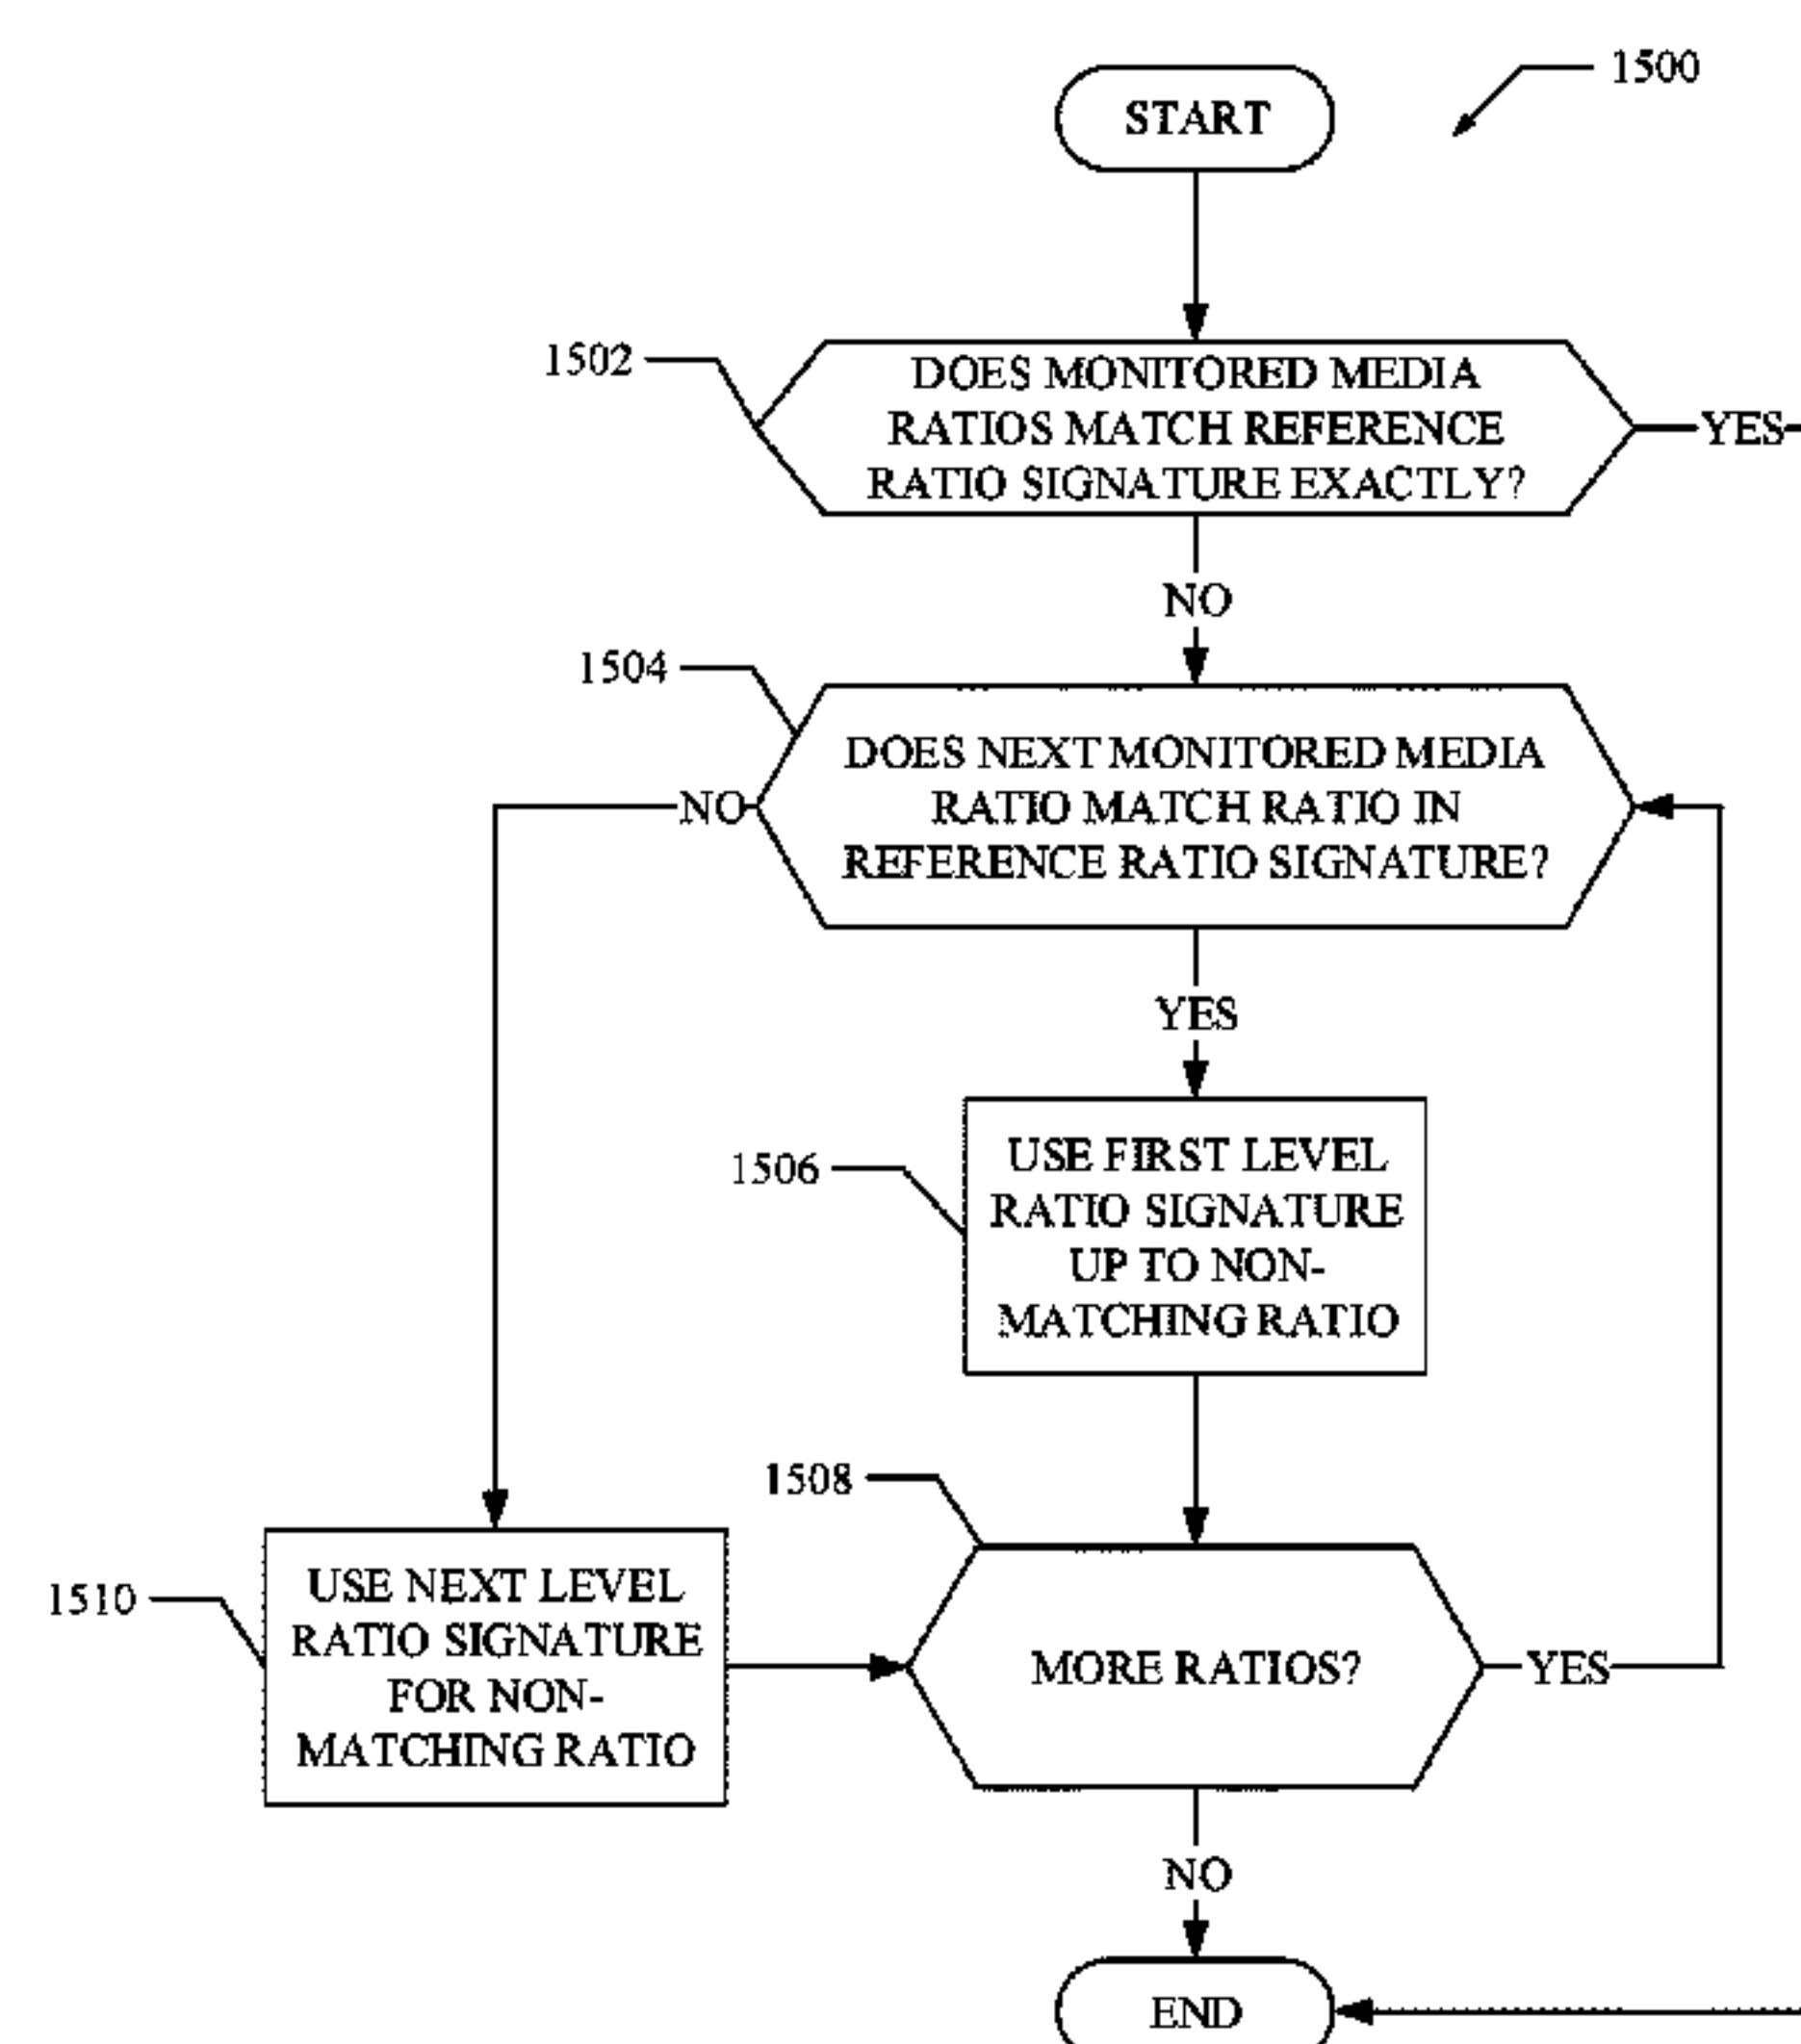 1500
START
1502
DOES MONITORED MEDIA
RATIOS MATCH REFERENCE
RATIO SIGNATURE EXACTLY?
YES
NO
1504
DOES NEXT MONITORED MEDIA
RATIO MATCH RATIO IN
REFERENCE RATIO SIGNATURE?
NO
YES
1506
USE FIRST LEVEL
RATIO SIGNATURE
UP TO NON-
MATCHING RATIO
1508
MORE RATIOS?
YES
1510
USE NEXT LEVEL
RATIO SIGNATURE
FOR NON-
MATCHING RATIO
NO
END